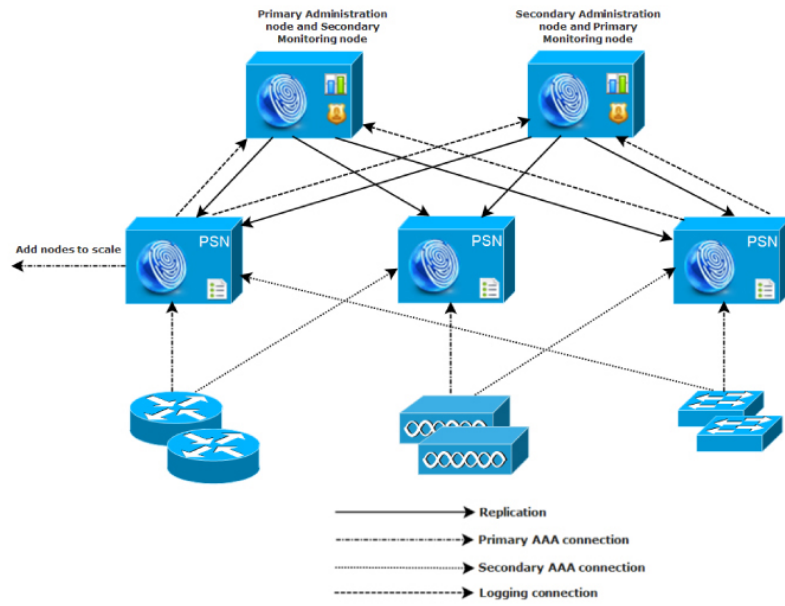 Primary Administration
node and Secondary
Monitoring node
Secondary Administration
node and Primary
Monitoring node
PSN
PSN
PSN
Add nodes to scale
Replication
Primary AAA connection
Secondary AAA connection
Logging connection